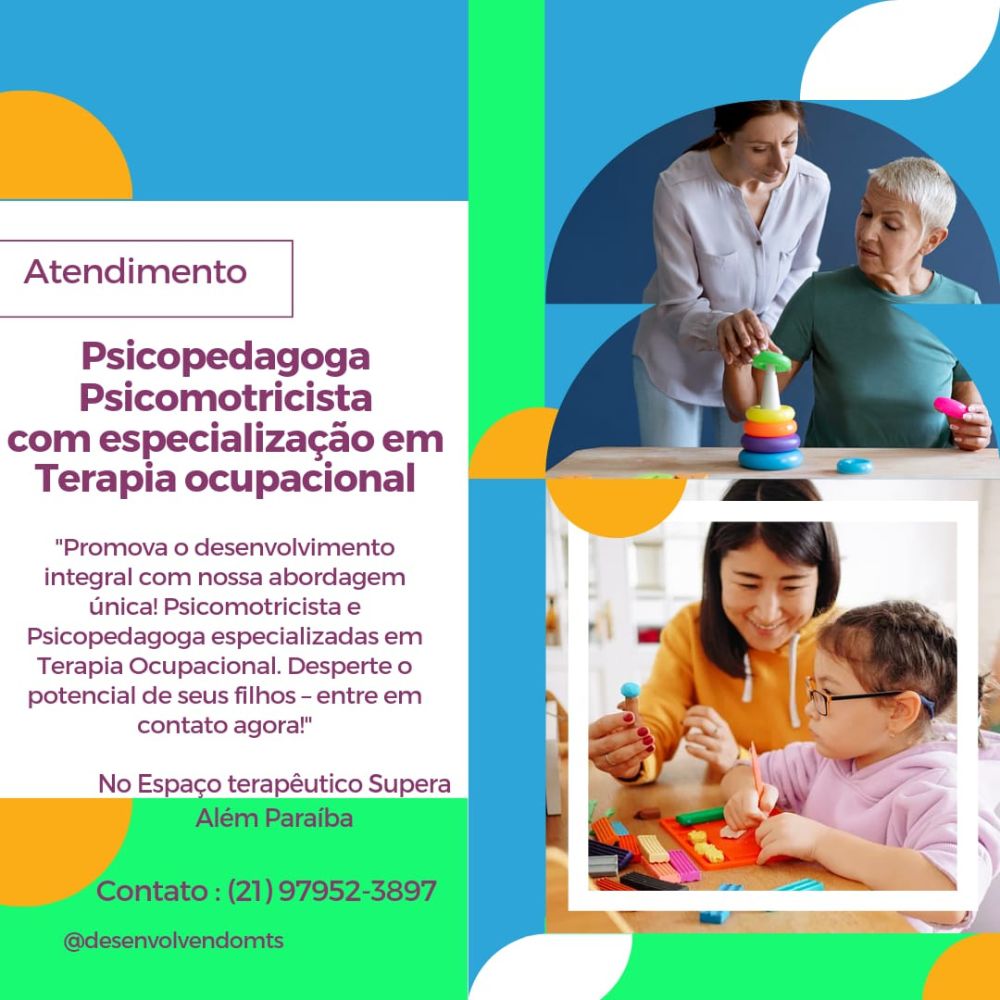 Atendimento
Psicopedagoga
Psicomotricista
com especialização em
Terapia ocupacional
"Promova o desenvolvimento
integral com nossa abordagem
única! Psicomotricista e
Psicopedagoga especializadas em
Terapia Ocupacional. Desperte o
potencial de seus filhos – entre em
contato agora!"
No Espaço terapêutico Supera
Além Paraíba
Contato : (21) 97952-3897
@desenvolvendomts